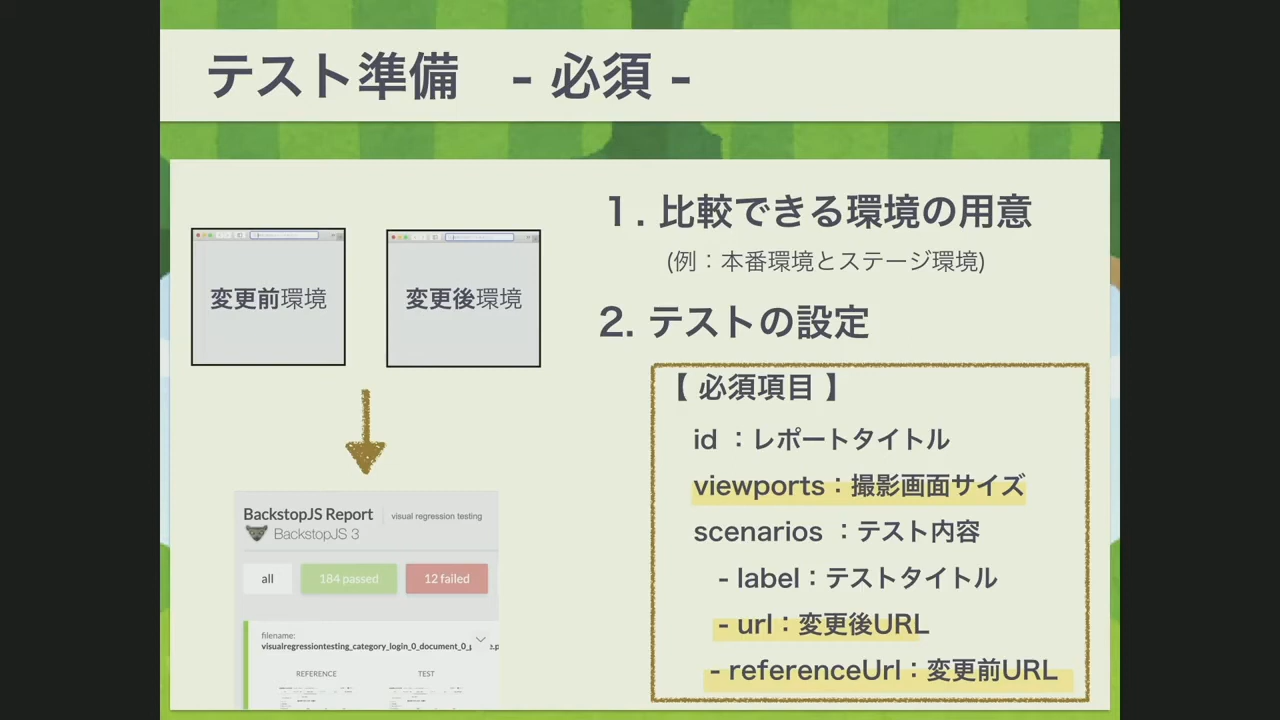 テスト準備 - 必須 -
変更前環境
変更後環境
BackstopJS Report
visual regression testing
BackstopJS 3
all
184 passed
12 failed
filename:
visualregressiontesting_category_login_0_document_0_
REFERENCE
TEST
1. 比較できる環境の用意
(例：本番環境とステージ環境)
2. テストの設定
【 必須項目 】
id ：レポートタイトル
viewports：撮影画面サイズ
scenarios ：テスト内容
- label：テストタイトル
- url：変更後URL
- referenceUrl：変更前URL